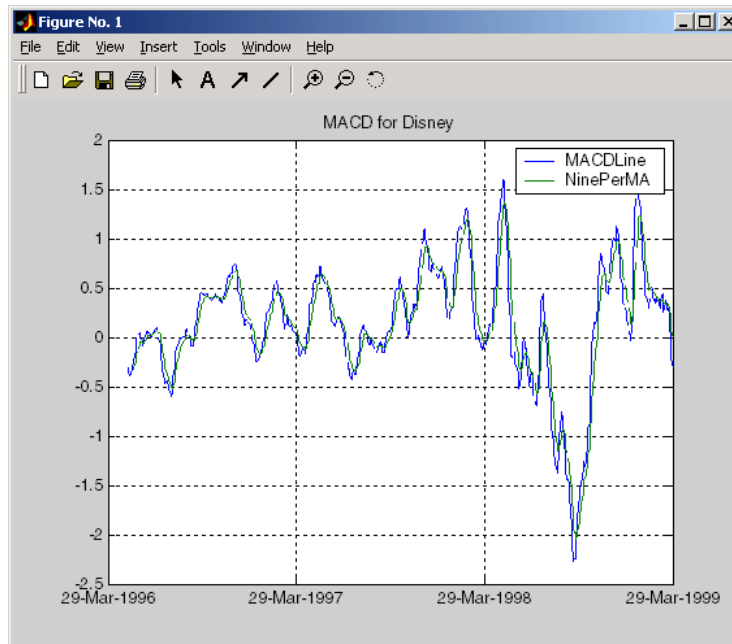 Figure No. 1
File Edit View Insert Tools Window Help
A
MACD for Disney
MACDLine
NinePerMA
2
1.5
1
0.5
0
-0.5
-1
-1.5
-2
-2.5
29-Mar-1996 29-Mar-1997 29-Mar-1998 29-Mar-1999